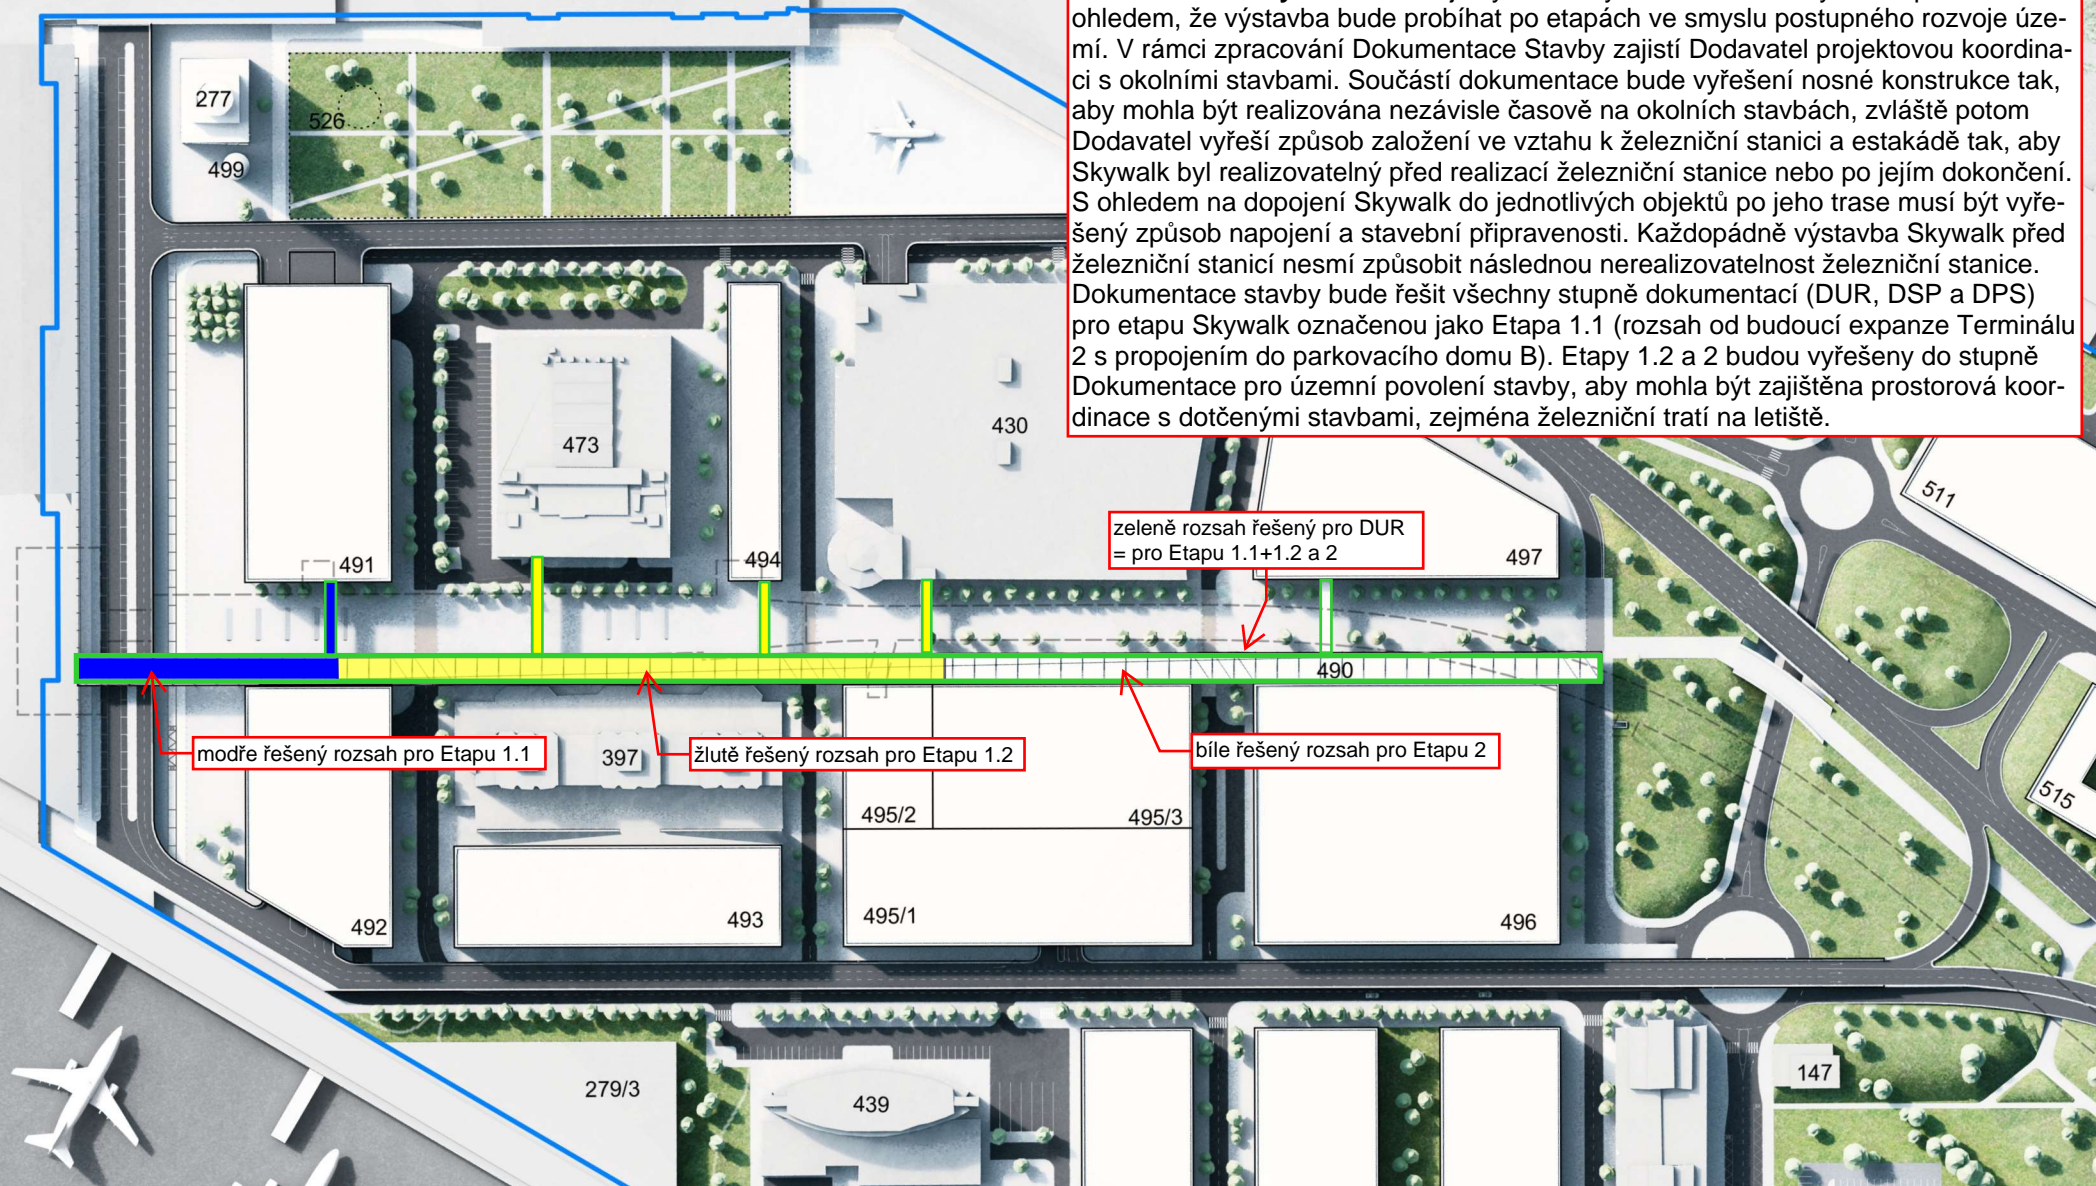 ohledem, že výstavba bude probíhat po etapách ve smyslu postupného rozvoje úze-
mí. V rámci zpracování Dokumentace Stavby zajistí Dodavatel projektovou koordina-
ci s okolními stavbami. Součástí dokumentace bude vyřešení nosné konstrukce tak,
aby mohla být realizována nezávisle časově na okolních stavbách, zvláště potom
Dodavatel vyřeší způsob založení ve vztahu k železniční stanici a estakádě tak, aby
Skywalk byl realizovatelný před realizací železniční stanice nebo po jejím dokončení.
S ohledem na dopojení Skywalk do jednotlivých objektů po jeho trase musí být vyře-
šený způsob napojení a stavební připravenosti. Každopádně výstavba Skywalk před
železniční stanicí nesmí způsobit následnou nerealizovatelnost železniční stanice.
Dokumentace stavby bude řešit všechny stupně dokumentací (DUR, DSP a DPS)
pro etapu Skywalk označenou jako Etapa 1.1 (rozsah od budoucí expanze Terminálu
2 s propojením do parkovacího domu B). Etapy 1.2 a 2 budou vyřešeny do stupně
Dokumentace pro územní povolení stavby, aby mohla být zajištěna prostorová koor-
dinace s dotčenými stavbami, zejména železniční tratí na letiště.
277
526
499
473
430
511
zeleně rozsah řešený pro DUR
= pro Etapu 1.1+1.2 a 2
491
494
497
490
modře řešený rozsah pro Etapu 1.1
397
žlutě řešený rozsah pro Etapu 1.2
bíle řešený rozsah pro Etapu 2
515
495/2
495/3
492
493
495/1
496
279/3
439
147